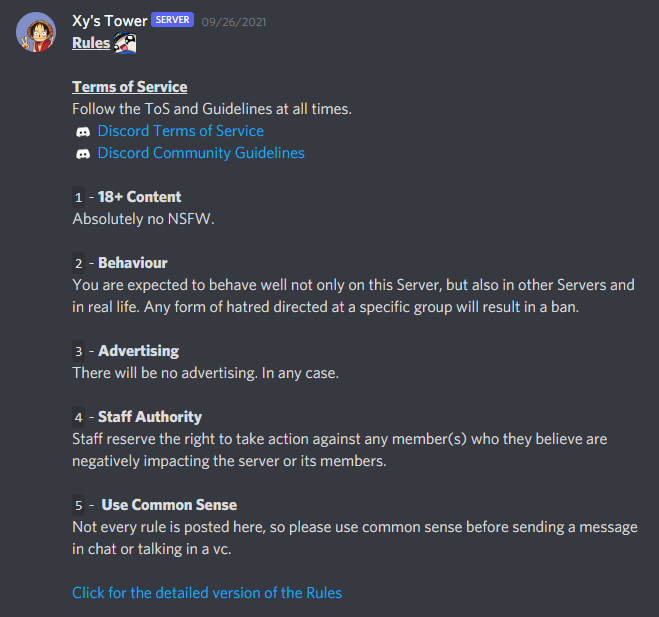 Xy's Tower SERVER 09/26/2021
Rules
Terms of Service
Follow the ToS and Guidelines at all times.
Discord Terms of Service
Discord Community Guidelines
1 - 18+ Content
Absolutely no NSFW.
2 - Behaviour
You are expected to behave well not only on this Server, but also in other Servers and
in real life. Any form of hatred directed at a specific group will result in a ban.
3 - Advertising
There will be no advertising. In any case.
4 - Staff Authority
Staff reserve the right to take action against any member(s) who they believe are
negatively impacting the server or its members.
5 - Use Common Sense
Not every rule is posted here, so please use common sense before sending a message
in chat or talking in a vc.
Click for the detailed version of the Rules